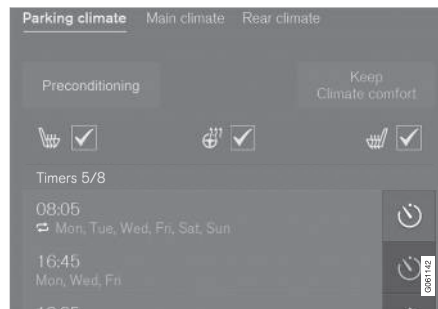 Parking climate Main climate Rear climate
Preconditioning
Keep
Climate comfort
Timers 5/8
08:05
Mon, Tue, Wed, Fri, Sat, Sun
16:45
Mon, Wed, Fri
G061142